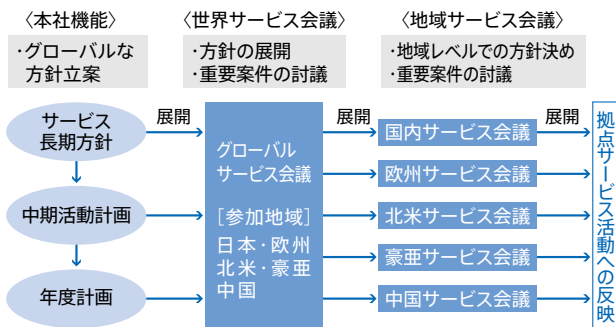 〈本社機能〉
・グローバルな
方針立案
〈世界サービス会議〉
・方針の展開
・重要案件の討議
〈地域サービス会議〉
・地域レベルでの方針決め
・重要案件の討議
サービス
長期方針
中期活動計画
年度計画
展開
グローバル
サービス会議
[参加地域]
日本・欧州
北米・豪亜
中国
展開
国内サービス会議
欧州サービス会議
北米サービス会議
豪亜サービス会議
中国サービス会議
展開
拠点サービス活動への反映